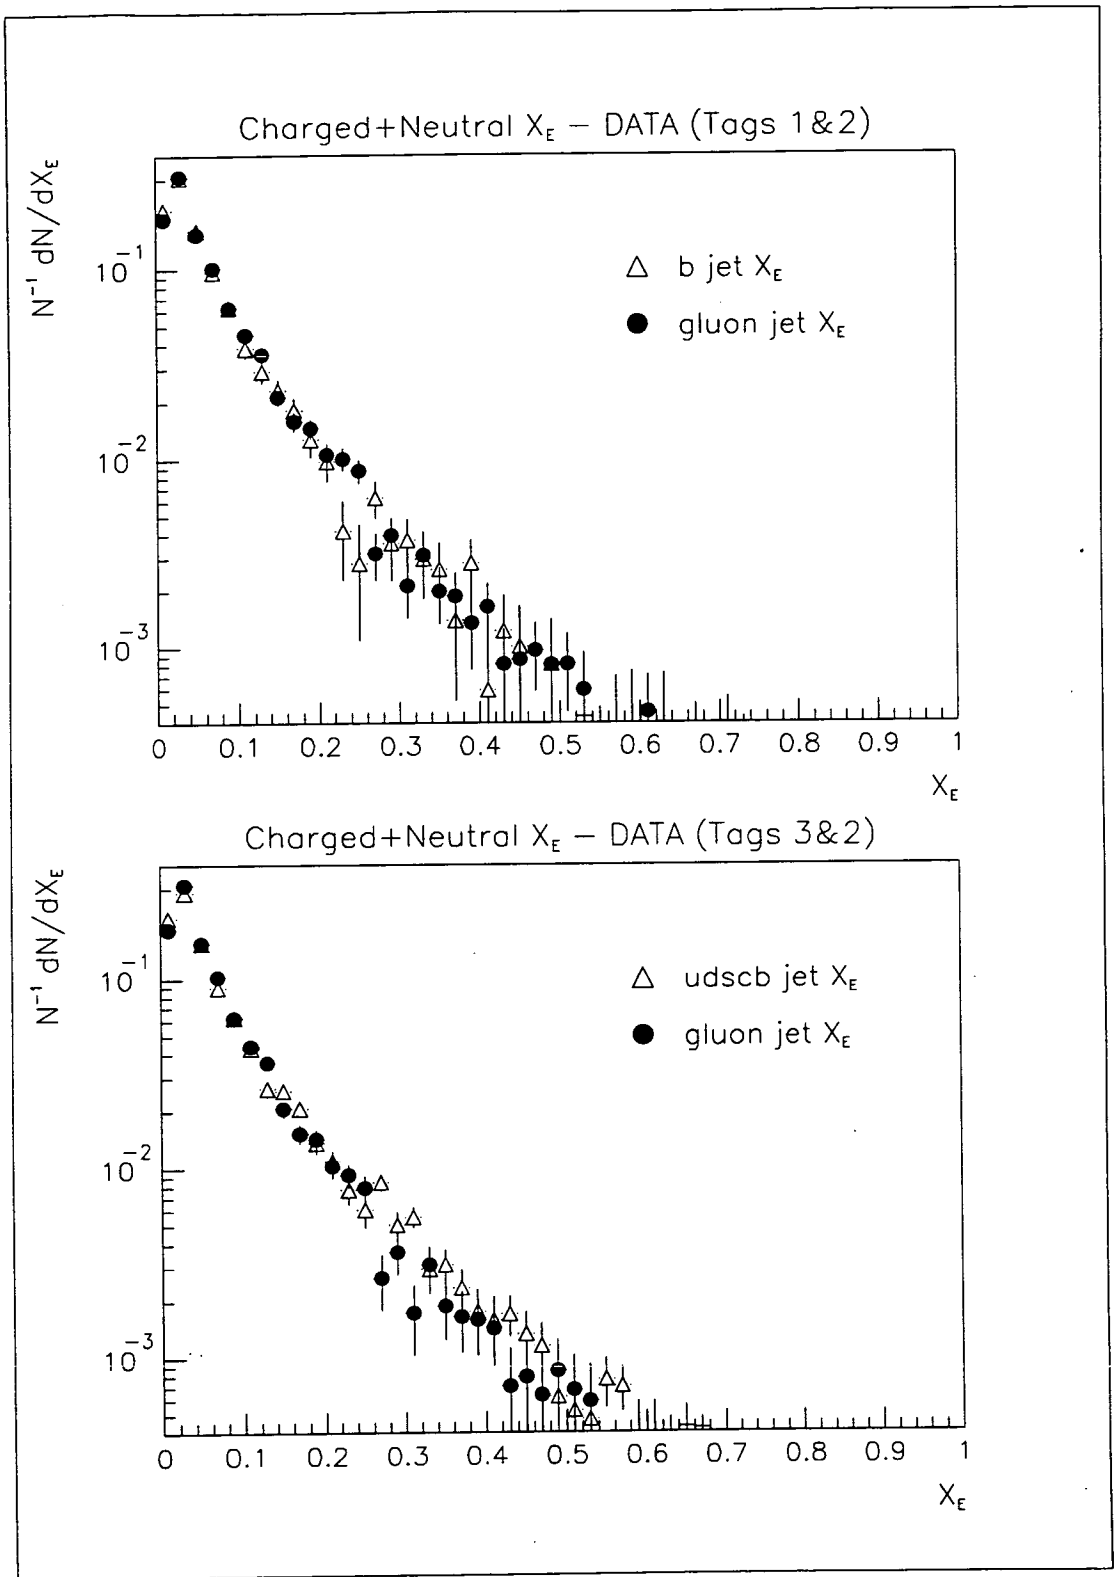 Charged+Neutral X_E – DATA (Tags 1&2)
N⁻¹ dN/dX_E
10⁻¹
10⁻²
10⁻³
b jet X_E
gluon jet X_E
0 0.1 0.2 0.3 0.4 0.5 0.6 0.7 0.8 0.9 1
X_E
Charged+Neutral X_E – DATA (Tags 3&2)
N⁻¹ dN/dX_E
10⁻¹
10⁻²
10⁻³
udscb jet X_E
gluon jet X_E
0 0.1 0.2 0.3 0.4 0.5 0.6 0.7 0.8 0.9 1
X_E